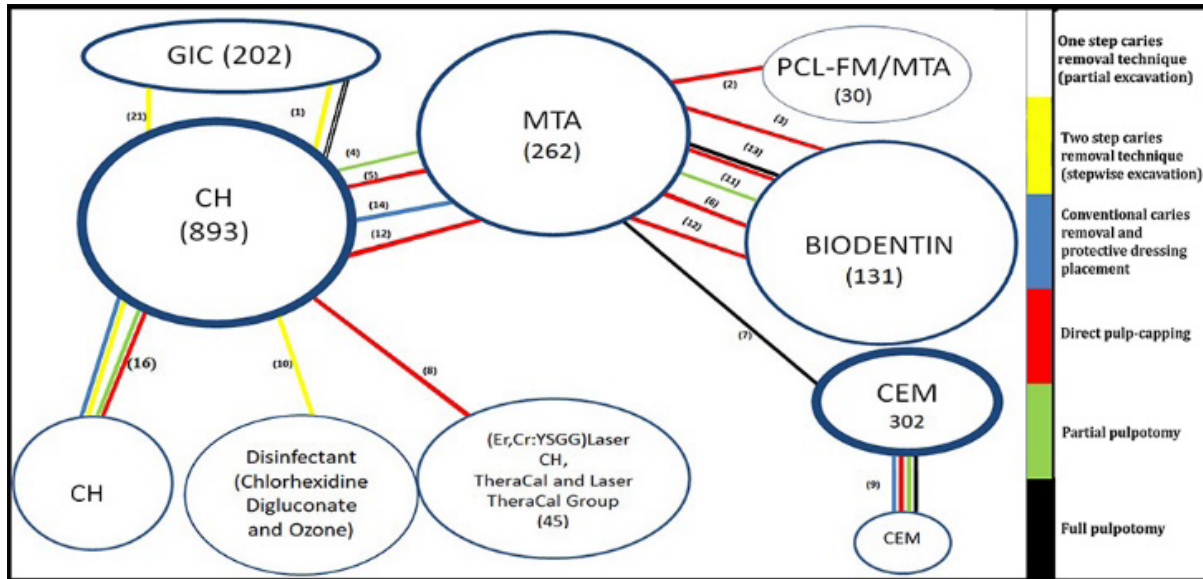 GIC (202)
(21)
(1)
CH
(893)
MTA
(262)
PCL-FM/MTA
(30)
(2)
(3)
(13)
(11)
(6)
(12)
BIODENTIN
(131)
(4)
(5)
(14)
(12)
(7)
(16)
(10)
(8)
CH
Disinfectant
(Chlorhexidine
Digluconate
and Ozone)
(Er,Cr:YSGG)Laser
CH,
TheraCal and Laser
TheraCal Group
(45)
CEM
302
(9)
CEM
One step caries
removal technique
(partial excavation)
Two step caries
removal technique
(stepwise excavation)
Conventional caries
removal and
protective dressing
placement
Direct pulp-capping
Partial pulpotomy
Full pulpotomy